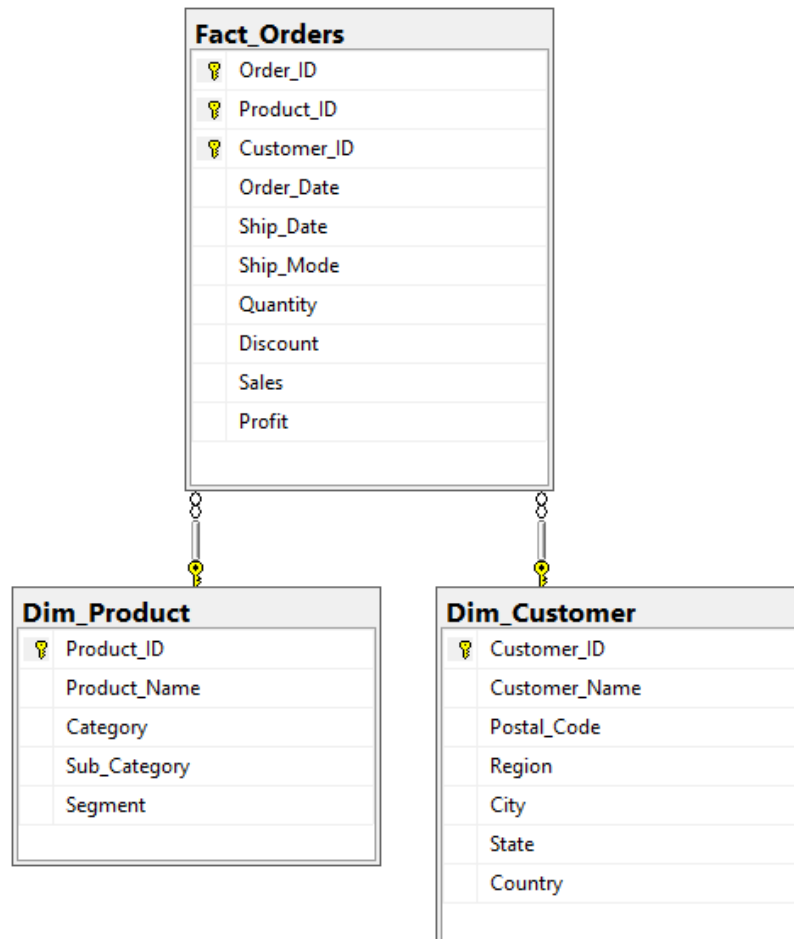 Fact_Orders
Order_ID
Product_ID
Customer_ID
Order_Date
Ship_Date
Ship_Mode
Quantity
Discount
Sales
Profit
Dim_Product
Product_ID
Product_Name
Category
Sub_Category
Segment
Dim_Customer
Customer_ID
Customer_Name
Postal_Code
Region
City
State
Country